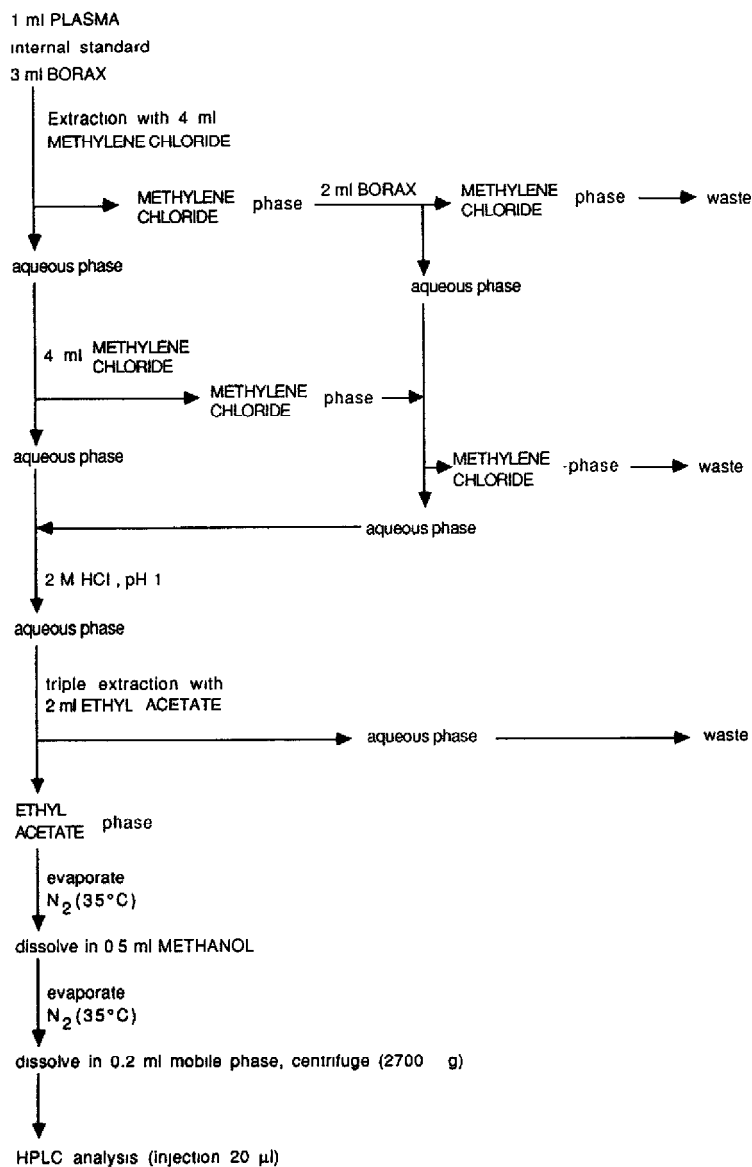 1 ml PLASMA
internal standard
3 ml BORAX
Extraction with 4 ml
METHYLENE CHLORIDE
METHYLENE
CHLORIDE
phase
2 ml BORAX
METHYLENE
CHLORIDE
phase
waste
aqueous phase
aqueous phase
4 ml METHYLENE
CHLORIDE
METHYLENE
CHLORIDE
phase
aqueous phase
METHYLENE
CHLORIDE
-phase
waste
aqueous phase
2 M HCl , pH 1
aqueous phase
triple extraction with
2 ml ETHYL ACETATE
aqueous phase
waste
ETHYL
ACETATE
phase
evaporate
N2 (35°C)
dissolve in 0 5 ml METHANOL
evaporate
N2 (35°C)
dissolve in 0.2 ml mobile phase, centrifuge (2700 g)
HPLC analysis (injection 20 µl)